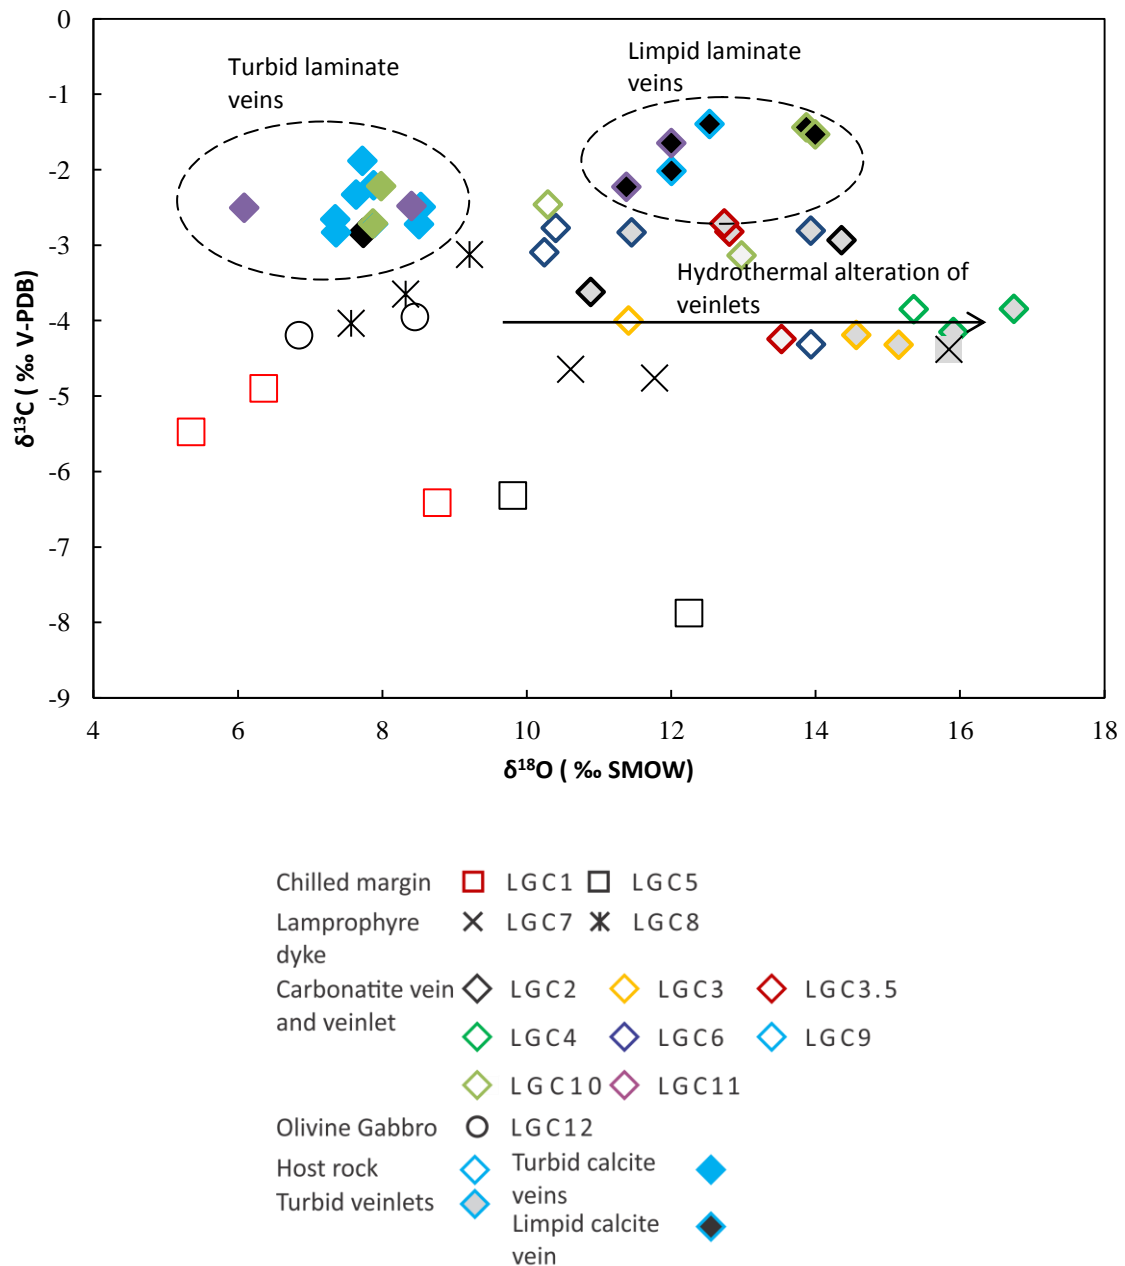 0
-1
-2
-3
-4
-5
-6
-7
-8
-9
4
6
8
10
12
14
16
18
δ¹³C ( ‰ V-PDB)
δ¹⁸O ( ‰ SMOW)
Turbid laminate
veins
Limpid laminate
veins
Hydrothermal alteration of
veinlets
Chilled margin LGC1 LGC5
Lamprophyre LGC7 LGC8
dyke
Carbonatite vein LGC2 LGC3 LGC3.5
and veinlet
LGC4 LGC6 LGC9
LGC10 LGC11
Olivine Gabbro LGC12
Host rock Turbid calcite
veins
Turbid veinlets
Limpid calcite
vein